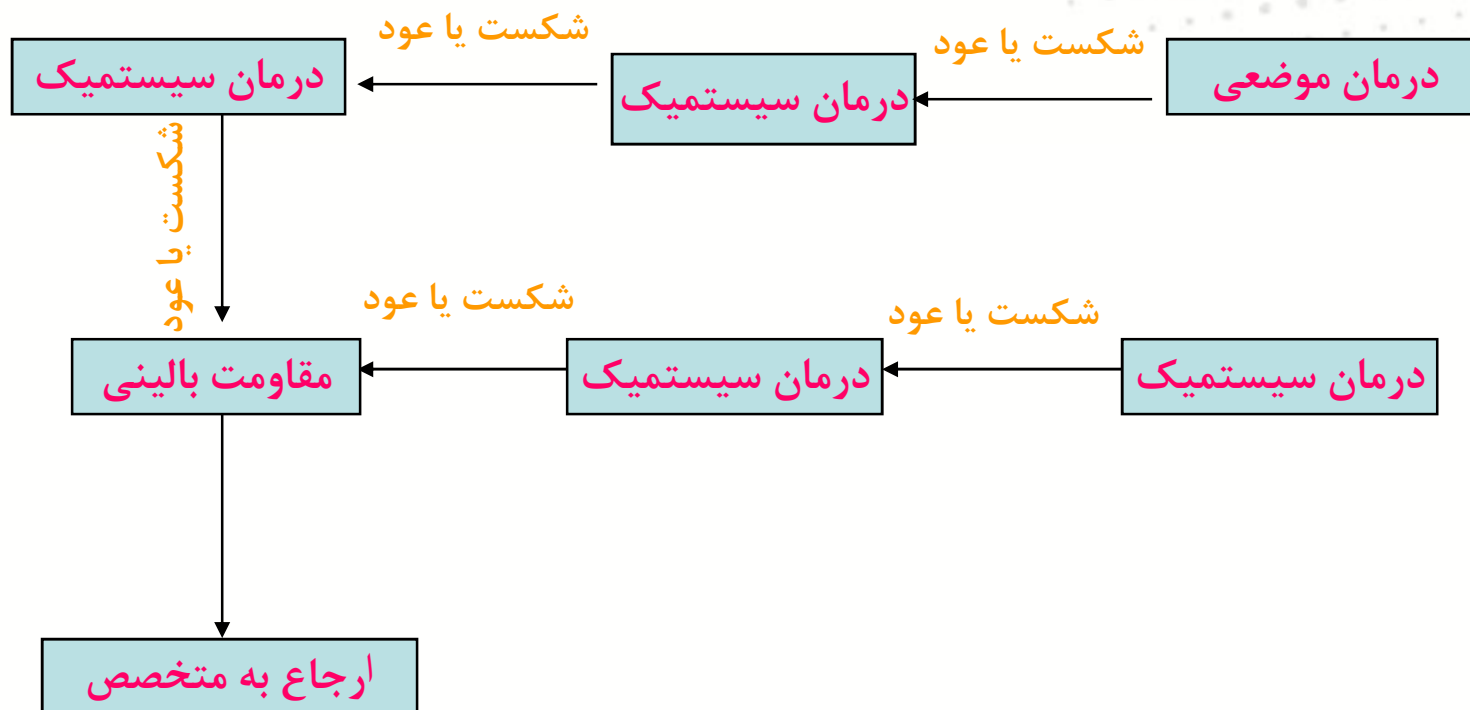 شکست یا عود
شکست یا عود
درمان موضعی
درمان سیستمیک
درمان سیستمیک
شکست یا عود
شکست یا عود
شکست یا عود
درمان سیستمیک
درمان سیستمیک
مقاومت بالینی
ارجاع به متخصص